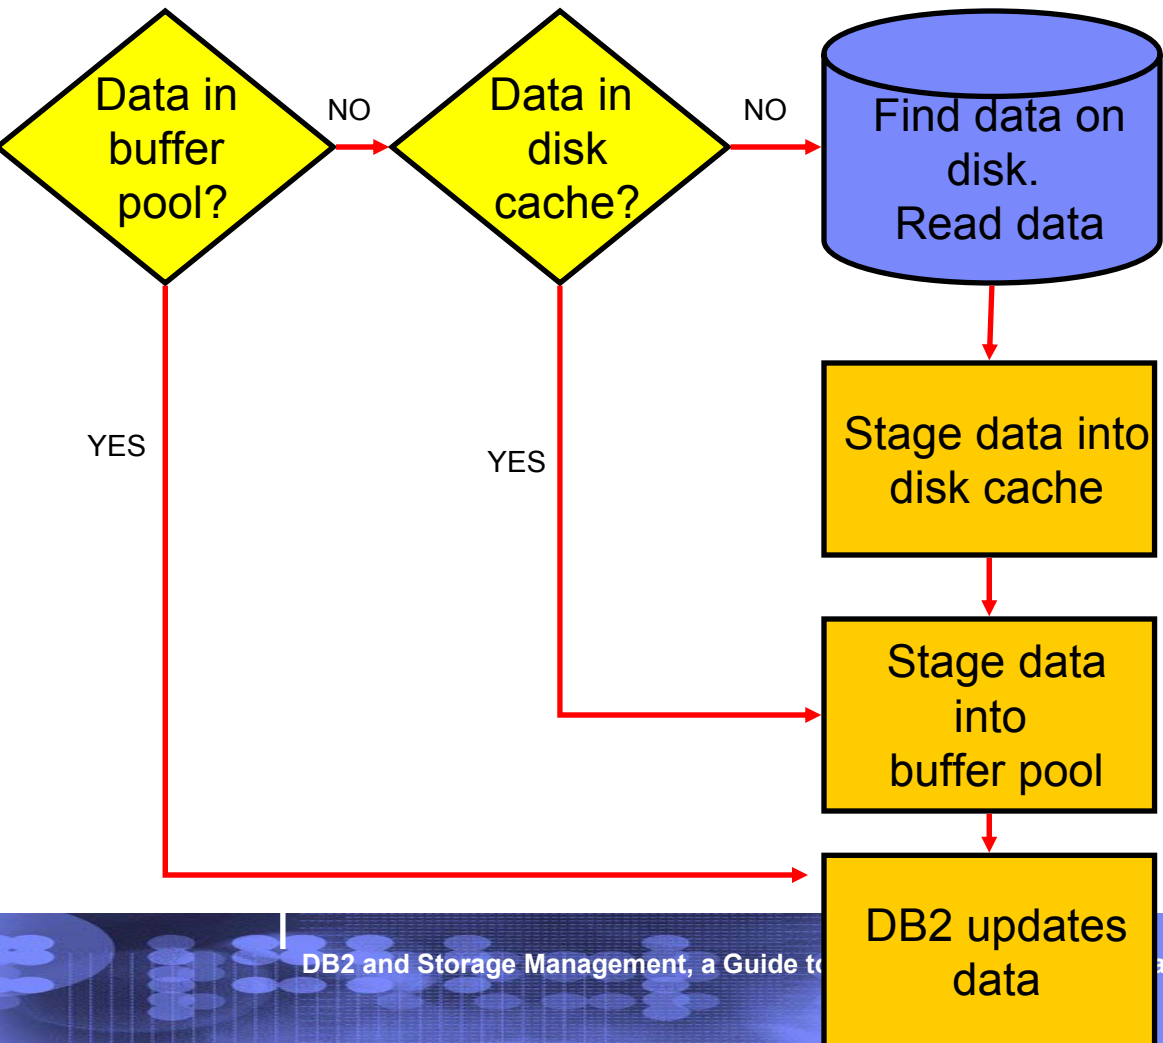 Data in
buffer
pool?
NO
Data in
disk
cache?
NO
Find data on
disk.
Read data
YES
YES
Stage data into
disk cache
Stage data
into
buffer pool
DB2 updates
data
DB2 and Storage Management, a Guide to